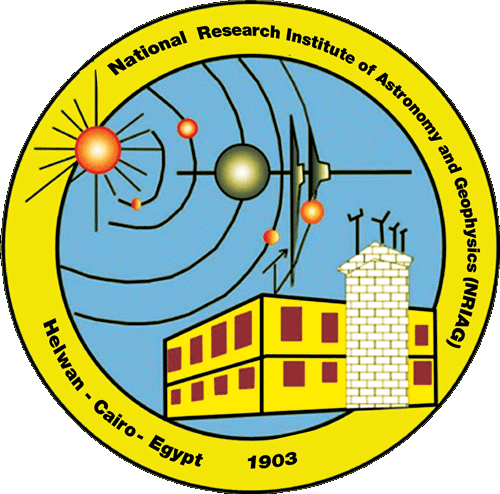 National Research Institute of Astronomy and Geophysics (NRIAG)
Helwan - Cairo - Egypt
1903